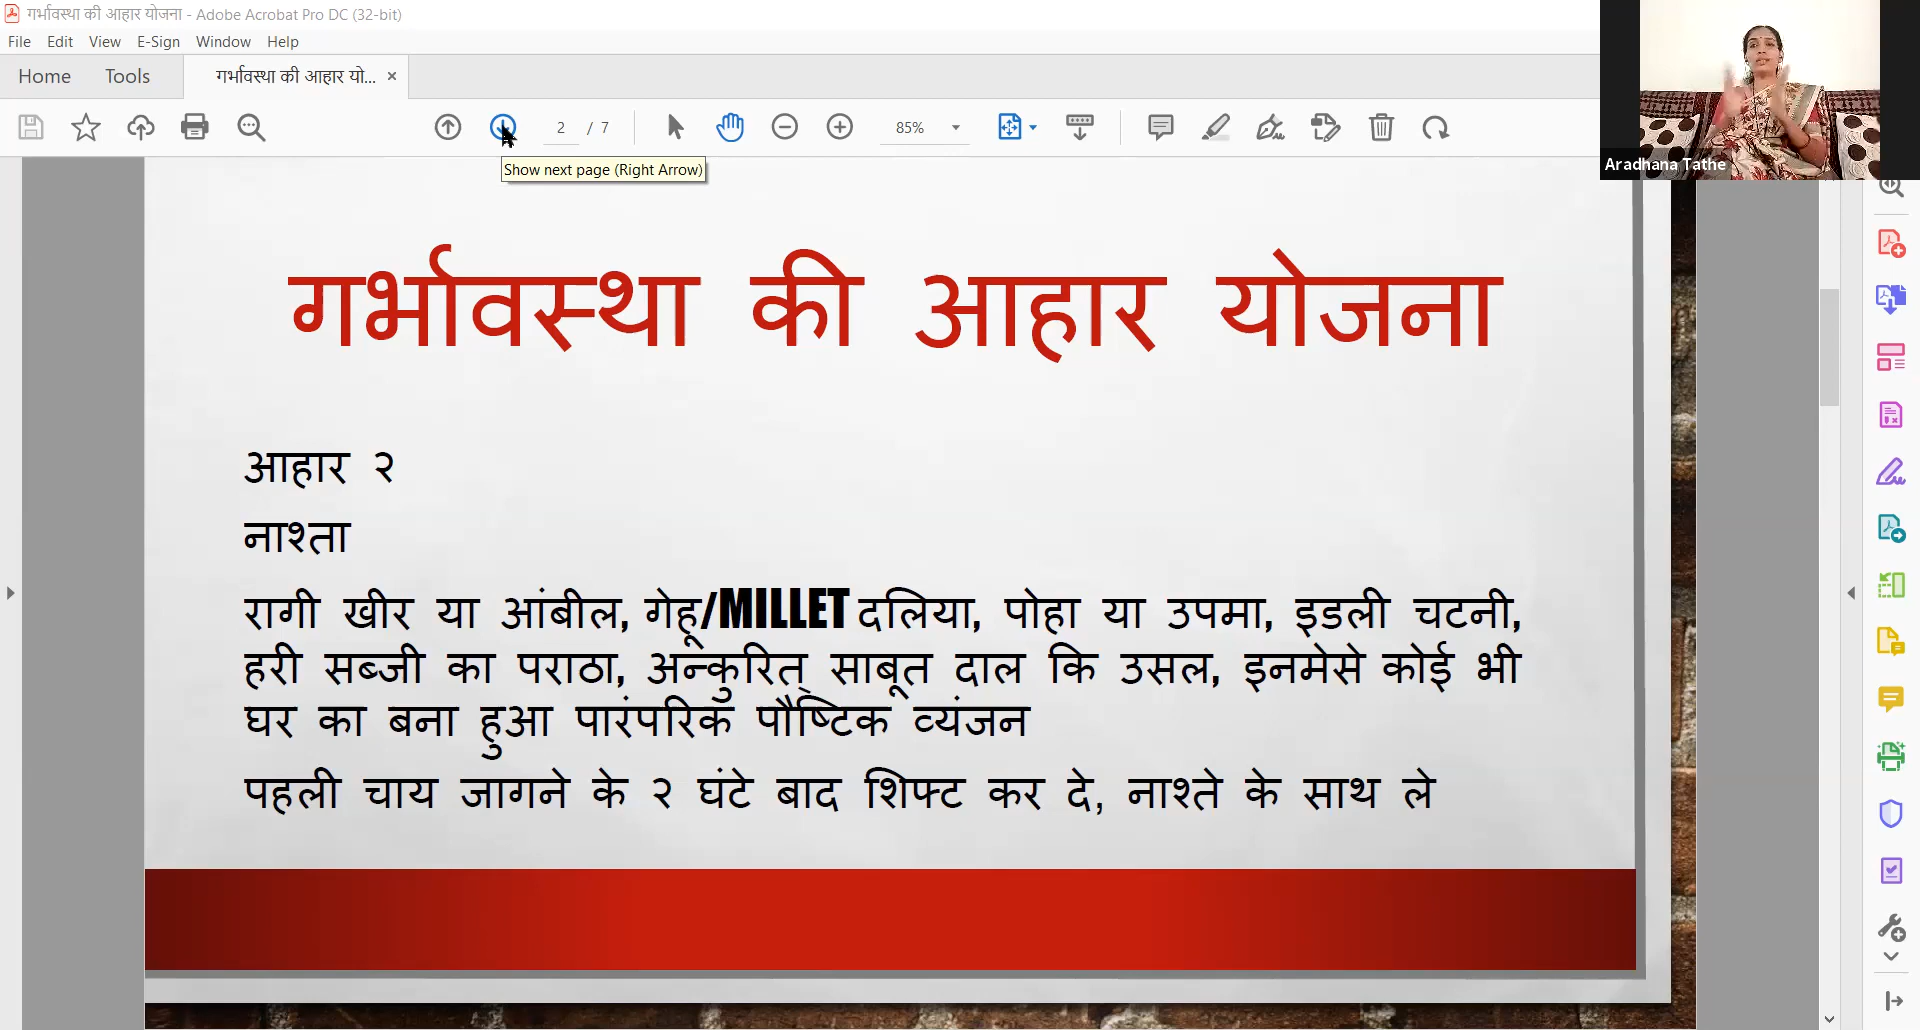 गर्भावस्था की आहार योजना - Adobe Acrobat Pro DC (32-bit)
File Edit View E-Sign Window Help
Home Tools गर्भावस्था की आहार यो... ×
2 / 7 85%
Show next page (Right Arrow)
Aradhana Tathe
गर्भावस्था की आहार योजना
आहार २
नाश्ता
रागी खीर या आंबील, गेहू/MILLET दलिया, पोहा या उपमा, इडली चटनी,
हरी सब्जी का पराठा, अन्कुरित् साबूत दाल कि उसल, इनमेसे कोई भी
घर का बना हुआ पारंपरिक पौष्टिक व्यंजन
पहली चाय जागने के २ घंटे बाद शिफ्ट कर दे, नाश्ते के साथ ले